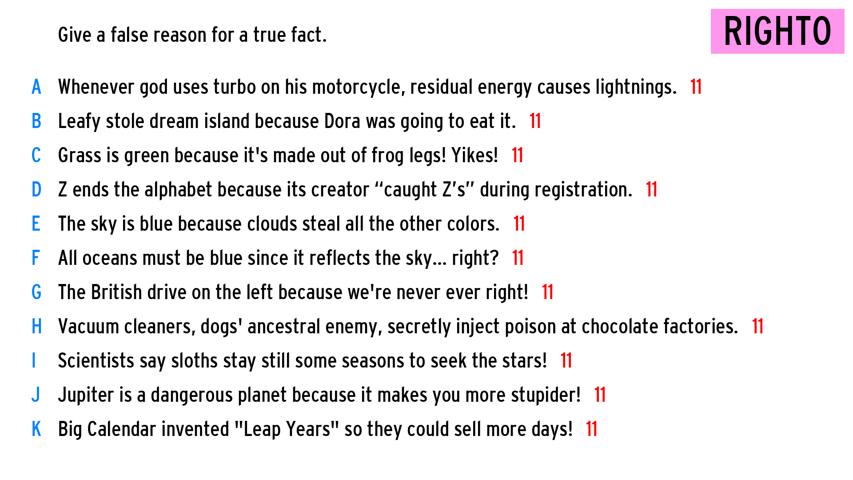 Give a false reason for a true fact.
RIGHTO
A Whenever god uses turbo on his motorcycle, residual energy causes lightnings. 11
B Leafy stole dream island because Dora was going to eat it. 11
C Grass is green because it's made out of frog legs! Yikes! 11
D Z ends the alphabet because its creator “caught Z’s” during registration. 11
E The sky is blue because clouds steal all the other colors. 11
F All oceans must be blue since it reflects the sky... right? 11
G The British drive on the left because we're never ever right! 11
H Vacuum cleaners, dogs' ancestral enemy, secretly inject poison at chocolate factories. 11
I Scientists say sloths stay still some seasons to seek the stars! 11
J Jupiter is a dangerous planet because it makes you more stupider! 11
K Big Calendar invented "Leap Years" so they could sell more days! 11